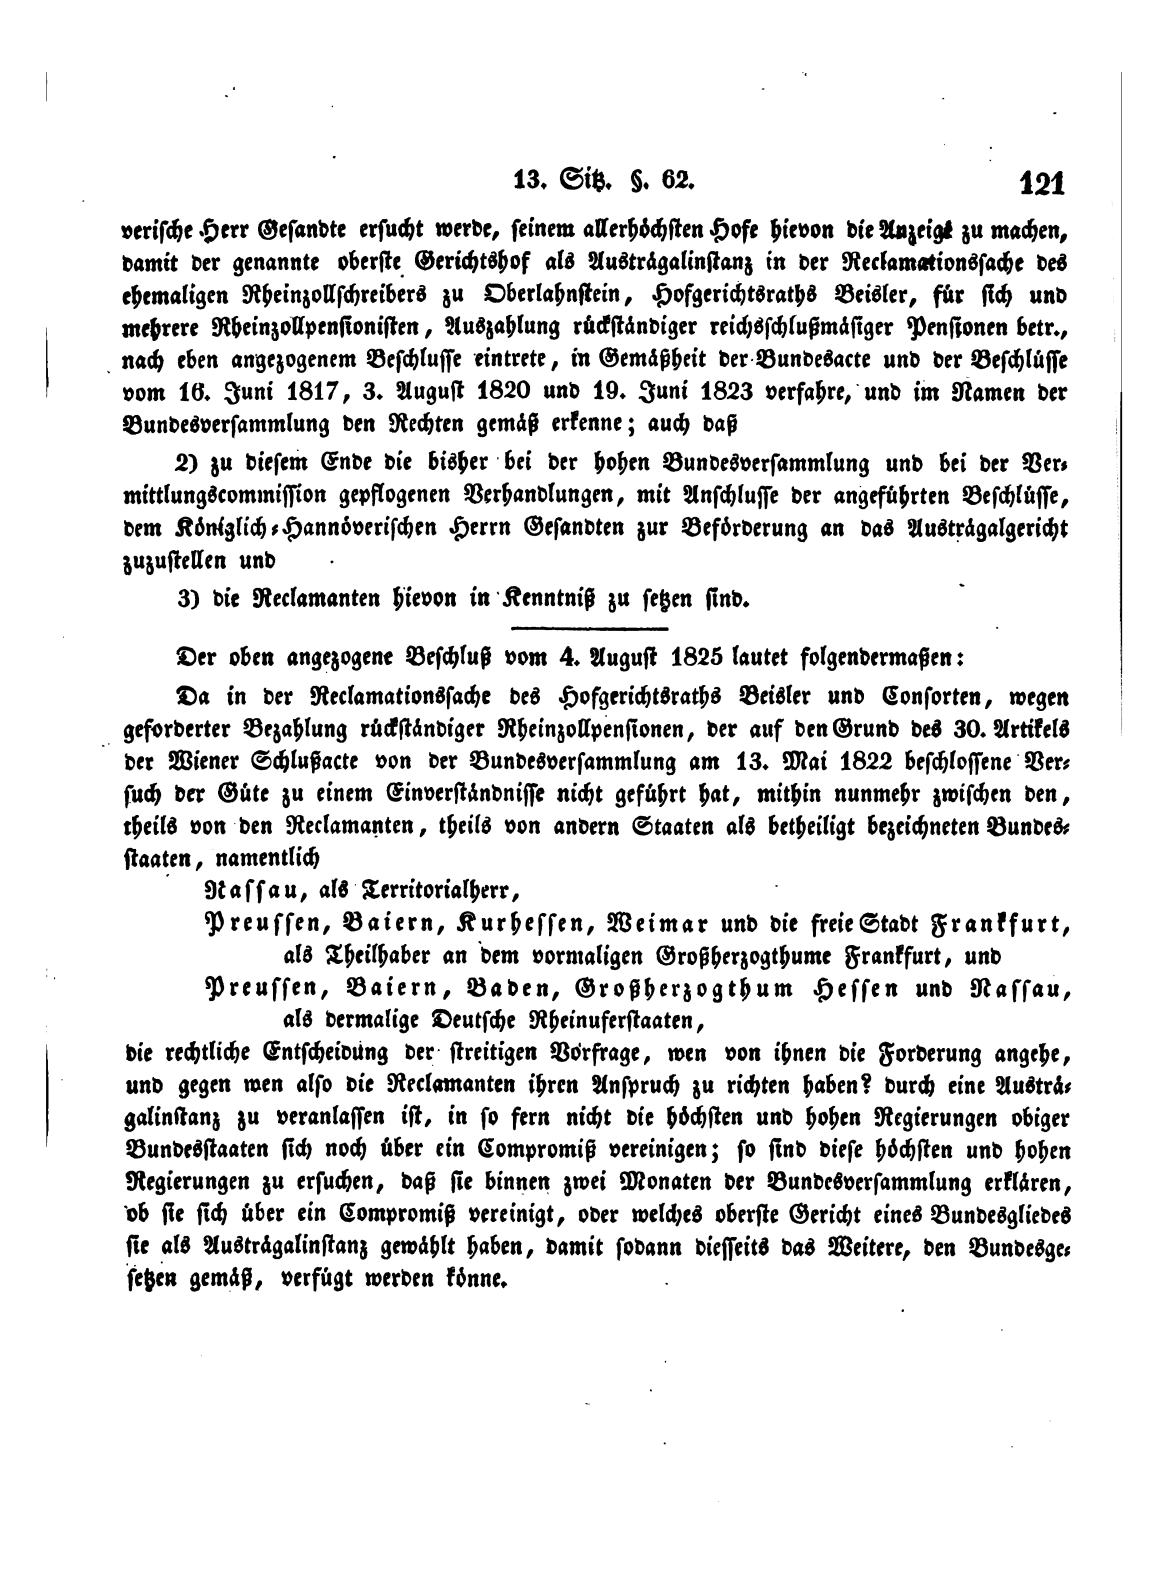 13. Sitz. §. 62. 121
verische Herr Gesandte ersucht werde, seinem allerhöchsten Hofe hievon die Anzeige zu machen,
damit der genannte oberste Gerichtshof als Austrägalinstanz in der Reclamationssache des
ehemaligen Rheinzollschreibers zu Oberlahnstein, Hofgerichtsraths Beisler, für sich und
mehrere Rheinzollpensionisten, Auszahlung rückständiger reichsschlußmäsiger Pensionen betr.,
nach eben angezogenem Beschlusse eintrete, in Gemäßheit der Bundesacte und der Beschlüsse
vom 16. Juni 1817, 3. August 1820 und 19. Juni 1823 verfahre, und im Namen der
Bundesversammlung den Rechten gemäß erkenne; auch daß
2) zu diesem Ende die bisher bei der hohen Bundesversammlung und bei der Ver-
mittlungscommission gepflogenen Verhandlungen, mit Anschlusse der angeführten Beschlüsse,
dem Königlich-Hannöverischen Herrn Gesandten zur Beförderung an das Austrägalgericht
zuzustellen und
3) die Reclamanten hievon in Kenntniß zu setzen sind.
Der oben angezogene Beschluß vom 4. August 1825 lautet folgendermaßen:
Da in der Reclamationssache des Hofgerichtsraths Beisler und Consorten, wegen
geforderter Bezahlung rückständiger Rheinzollpensionen, der auf den Grund des 30. Artikels
der Wiener Schlußacte von der Bundesversammlung am 13. Mai 1822 beschlossene Ver-
such der Güte zu einem Einverständnisse nicht geführt hat, mithin nunmehr zwischen den,
theils von den Reclamanten, theils von andern Staaten als betheiligt bezeichneten Bundes-
staaten, namentlich
Nassau, als Territorialherr,
Preussen, Baiern, Kurhessen, Weimar und die freie Stadt Frankfurt,
als Theilhaber an dem vormaligen Großherzogthume Frankfurt, und
Preussen, Baiern, Baden, Großherzogthum Hessen und Nassau,
als dermalige Deutsche Rheinuferstaaten,
die rechtliche Entscheidung der streitigen Vorfrage, wen von ihnen die Forderung angehe,
und gegen wen also die Reclamanten ihren Anspruch zu richten haben? durch eine Austrä-
galinstanz zu veranlassen ist, in so fern nicht die höchsten und hohen Regierungen obiger
Bundesstaaten sich noch über ein Compromiß vereinigen; so sind diese höchsten und hohen
Regierungen zu ersuchen, daß sie binnen zwei Monaten der Bundesversammlung erklären,
ob sie sich über ein Compromiß vereinigt, oder welches oberste Gericht eines Bundesgliedes
sie als Austrägalinstanz gewählt haben, damit sodann diesseits das Weitere, den Bundesge-
setzen gemäß, verfügt werden könne.